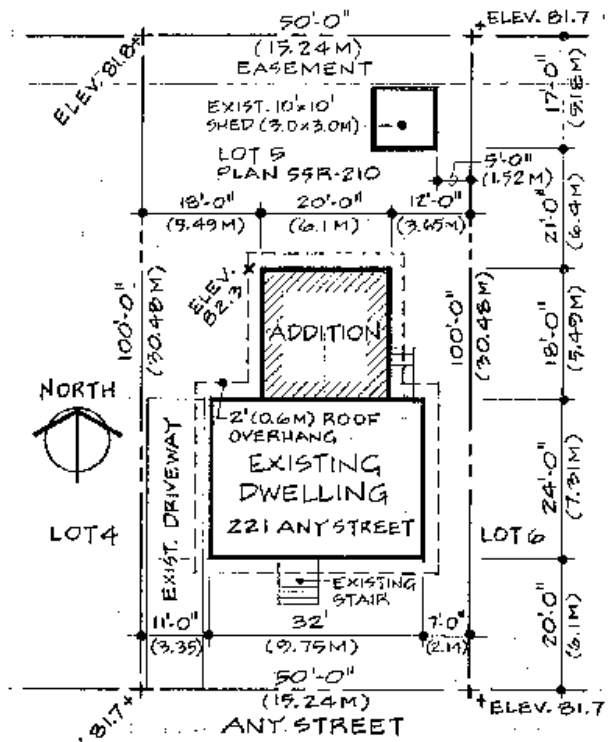 50'-0"
ELEV. 81.7
(15.24M)
ELEV. 81.8
EASEMENT
17'-0"
(5.18M)
EXIST. 10'x10'
SHED (3.0x3.0M)
LOT 5
PLAN SSR-210
5'-0"
(1.52M)
18'-0"
20'-0"
12'-0"
(5.49M)
(6.1M)
(3.65M)
21'-0"
(6.4M)
ELEV.
82.3
100'-0"
(30.48M)
ADDITION
100'-0"
(30.48M)
18'-0"
(5.49M)
NORTH
2'(0.6M) ROOF
OVERHANG
EXISTING
DWELLING
221 ANY STREET
EXIST. DRIVEWAY
LOT 4
LOT 6
24'-0"
(7.31M)
EXISTING
STAIR
11'-0"
32'
7'-0"
(3.35)
(9.75M)
(2.1M)
20'-0"
(6.1M)
50'-0"
(15.24M)
81.7
ELEV. 81.7
ANY STREET